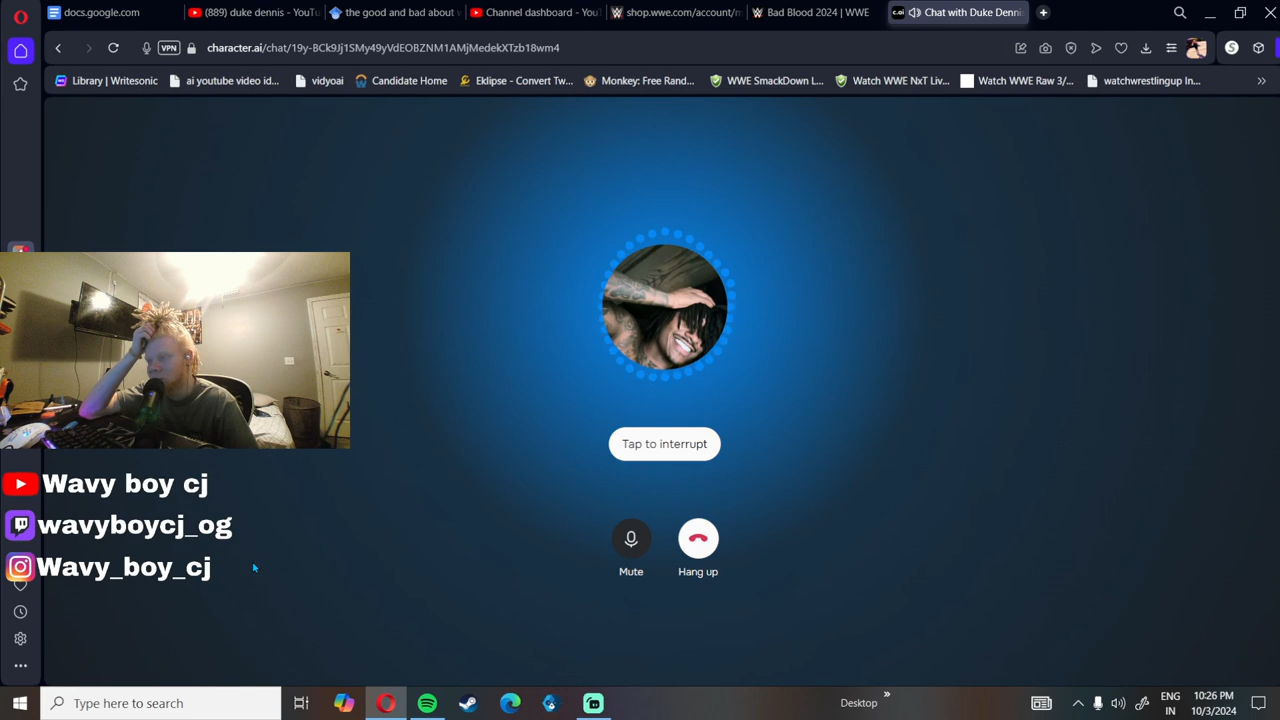 docs.google.com
(889) duke dennis - YouTu
the good and bad about w
Channel dashboard - YouT
shop.wwe.com/account/m
Bad Blood 2024 | WWE
c.ai
Chat with Duke Dennis
VPN
character.ai/chat/19y-BCk9Jj1SMy49yVdEOBZNM1AMjMedekXTzb18wm4
S
Library | Writesonic
ai youtube video id...
vidyoai
Candidate Home
Eklipse - Convert Tw...
Monkey: Free Rand...
WWE SmackDown L...
Watch WWE NxT Liv...
Watch WWE Raw 3/...
watchwrestlingup In...
Tap to interrupt
Wavy boy cj
wavyboycj_og
Wavy_boy_cj
Mute
Hang up
Type here to search
Desktop
ENG
IN
10:26 PM
10/3/2024